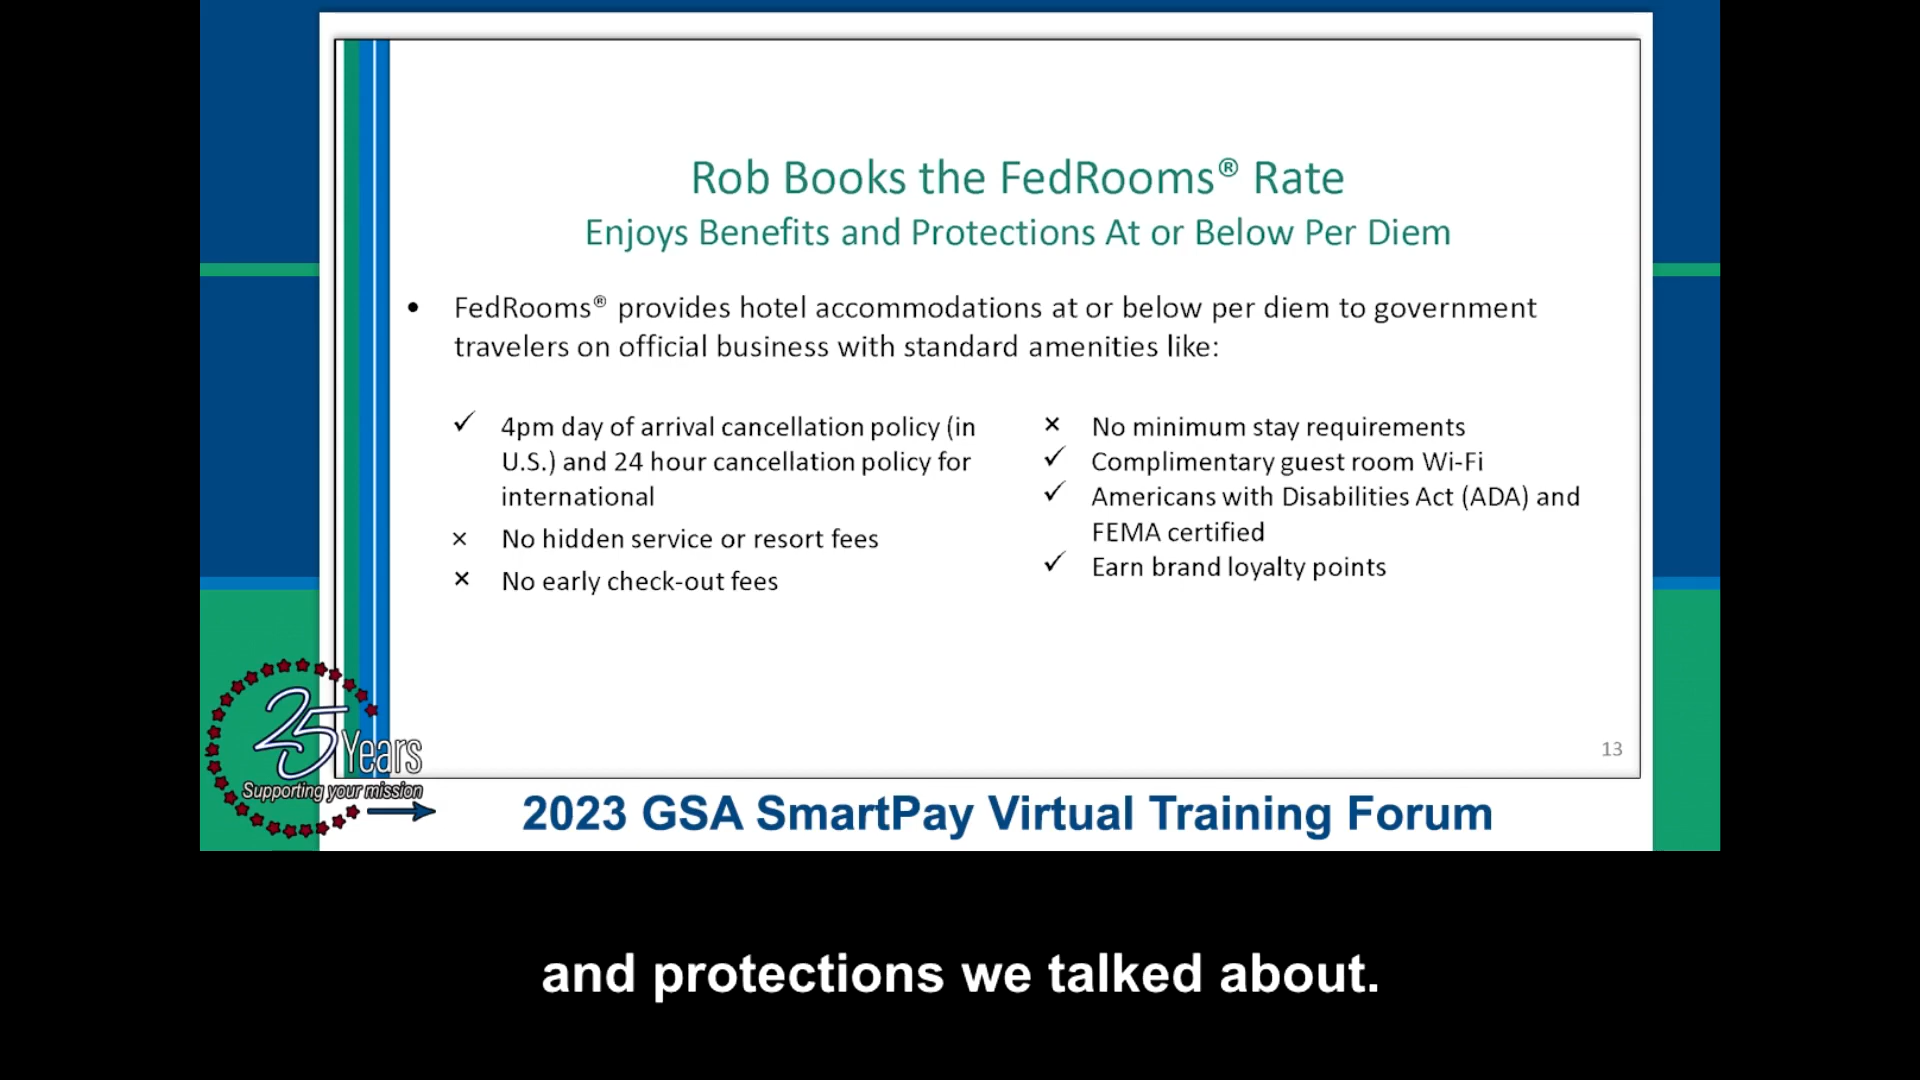 Rob Books the FedRooms® Rate
Enjoys Benefits and Protections At or Below Per Diem
• FedRooms® provides hotel accommodations at or below per diem to government
travelers on official business with standard amenities like:
✓ 4pm day of arrival cancellation policy (in
U.S.) and 24 hour cancellation policy for
international
× No hidden service or resort fees
× No early check-out fees
× No minimum stay requirements
✓ Complimentary guest room Wi-Fi
✓ Americans with Disabilities Act (ADA) and
FEMA certified
✓ Earn brand loyalty points
13
25 Years
Supporting your mission
2023 GSA SmartPay Virtual Training Forum
and protections we talked about.